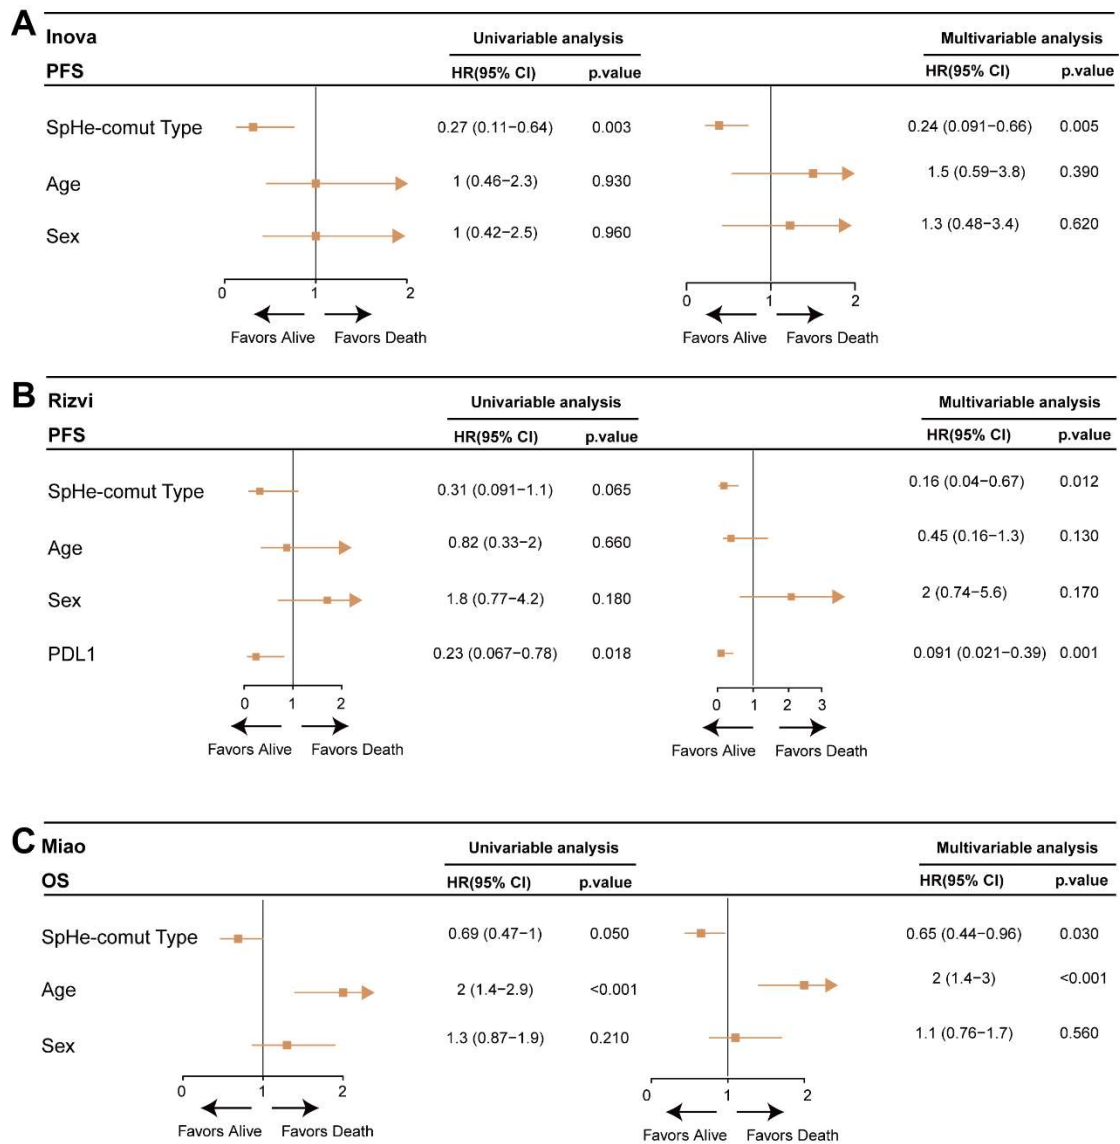 A
Inova Univariable analysis Multivariable analysis
PFS HR(95% CI) p.value HR(95% CI) p.value
SpHe-comut Type 0.27 (0.11−0.64) 0.003 0.24 (0.091−0.66) 0.005
Age 1 (0.46−2.3) 0.930 1.5 (0.59−3.8) 0.390
Sex 1 (0.42−2.5) 0.960 1.3 (0.48−3.4) 0.620
0 1 2 0 1 2
Favors Alive Favors Death Favors Alive Favors Death
B
Rizvi Univariable analysis Multivariable analysis
PFS HR(95% CI) p.value HR(95% CI) p.value
SpHe-comut Type 0.31 (0.091−1.1) 0.065 0.16 (0.04−0.67) 0.012
Age 0.82 (0.33−2) 0.660 0.45 (0.16−1.3) 0.130
Sex 1.8 (0.77−4.2) 0.180 2 (0.74−5.6) 0.170
PDL1 0.23 (0.067−0.78) 0.018 0.091 (0.021−0.39) 0.001
0 1 2 0 1 2 3
Favors Alive Favors Death Favors Alive Favors Death
C
Miao Univariable analysis Multivariable analysis
OS HR(95% CI) p.value HR(95% CI) p.value
SpHe-comut Type 0.69 (0.47−1) 0.050 0.65 (0.44−0.96) 0.030
Age 2 (1.4−2.9) <0.001 2 (1.4−3) <0.001
Sex 1.3 (0.87−1.9) 0.210 1.1 (0.76−1.7) 0.560
0 1 2 0 1 2
Favors Alive Favors Death Favors Alive Favors Death